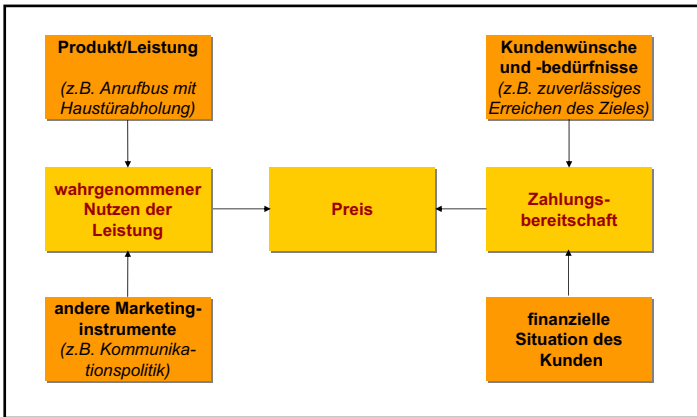 Produkt/Leistung
(z.B. Anrufbus mit
Haustürabholung)
Kundenwünsche
und -bedürfnisse
(z.B. zuverlässiges
Erreichen des Zieles)
wahrgenommener
Nutzen der
Leistung
Preis
Zahlungs-
bereitschaft
andere Marketing-
instrumente
(z.B. Kommunika-
tionspolitik)
finanzielle
Situation des
Kunden